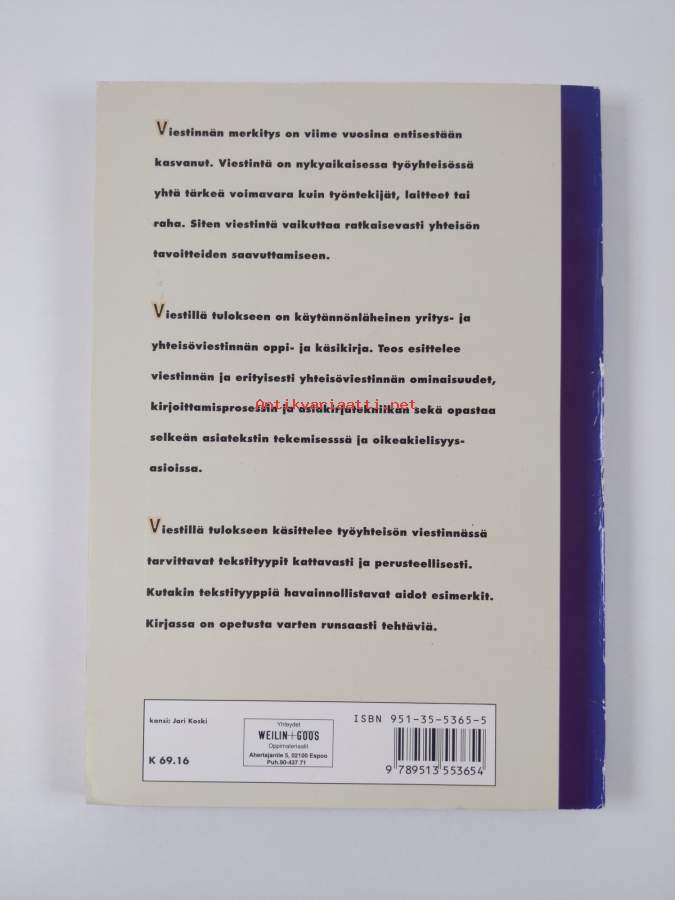 Viestinnän merkitys on viime vuosina entisestään
kasvanut. Viestintä on nykyaikaisessa työyhteisössä
yhtä tärkeä voimavara kuin työntekijät, laitteet tai
raha. Siten viestintä vaikuttaa ratkaisevasti yhteisön
tavoitteiden saavuttamiseen.
Viestillä tulokseen on käytännönläheinen yritys- ja
yhteisöviestinnän oppi- ja käsikirja. Teos esittelee
viestinnän ja erityisesti yhteisöviestinnän ominaisuudet,
kirjoittamisprosessin ja asiakirjatekniikan sekä opastaa
Antikvariaatti.net
selkeän asiatekstin tekemisesssä ja oikeakielisyys-
asioissa.
Viestillä tulokseen käsittelee työyhteisön viestinnässä
tarvittavat tekstityypit kattavasti ja perusteellisesti.
Kutakin tekstityyppiä havainnollistavat aidot esimerkit.
Kirjassa on opetusta varten runsaasti tehtäviä.
kansi: Jari Koski
K 69.16
Yhteydet
WEILIN+GÖÖS
Oppimateriaalit
Ahertajantie 5, 02100 Espoo
Puh.90-437 71
ISBN 951-35-5365-5
9 789513 553654